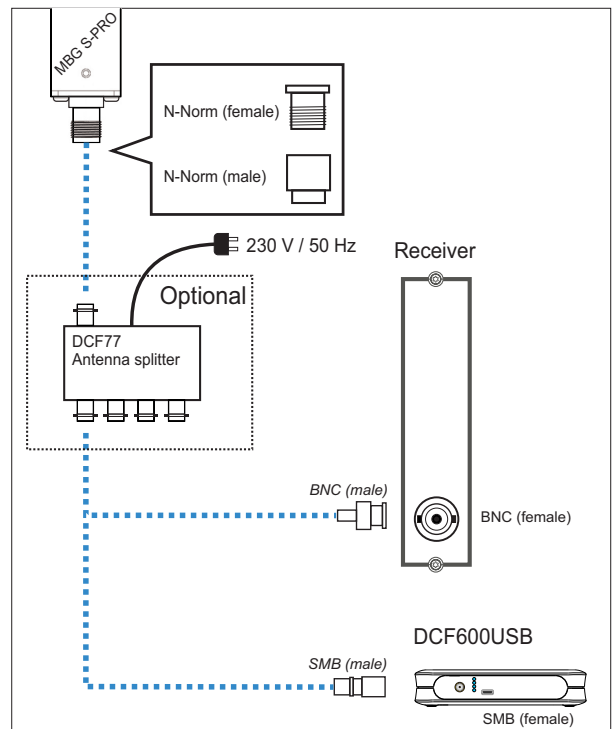 MBG S-PRO
N-Norm (female)
N-Norm (male)
230 V / 50 Hz
Receiver
Optional
DCF77
Antenna splitter
BNC (male)
BNC (female)
DCF600USB
SMB (male)
SMB (female)